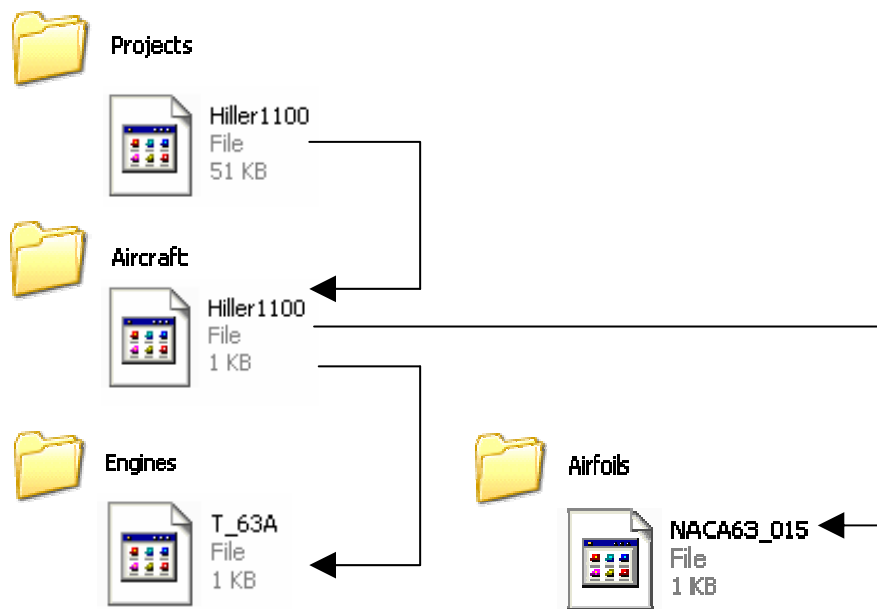 Projects
Hiller1100
File
51 KB
Aircraft
Hiller1100
File
1 KB
Engines
T_63A
File
1 KB
Airfoils
NACA63_015
File
1 KB